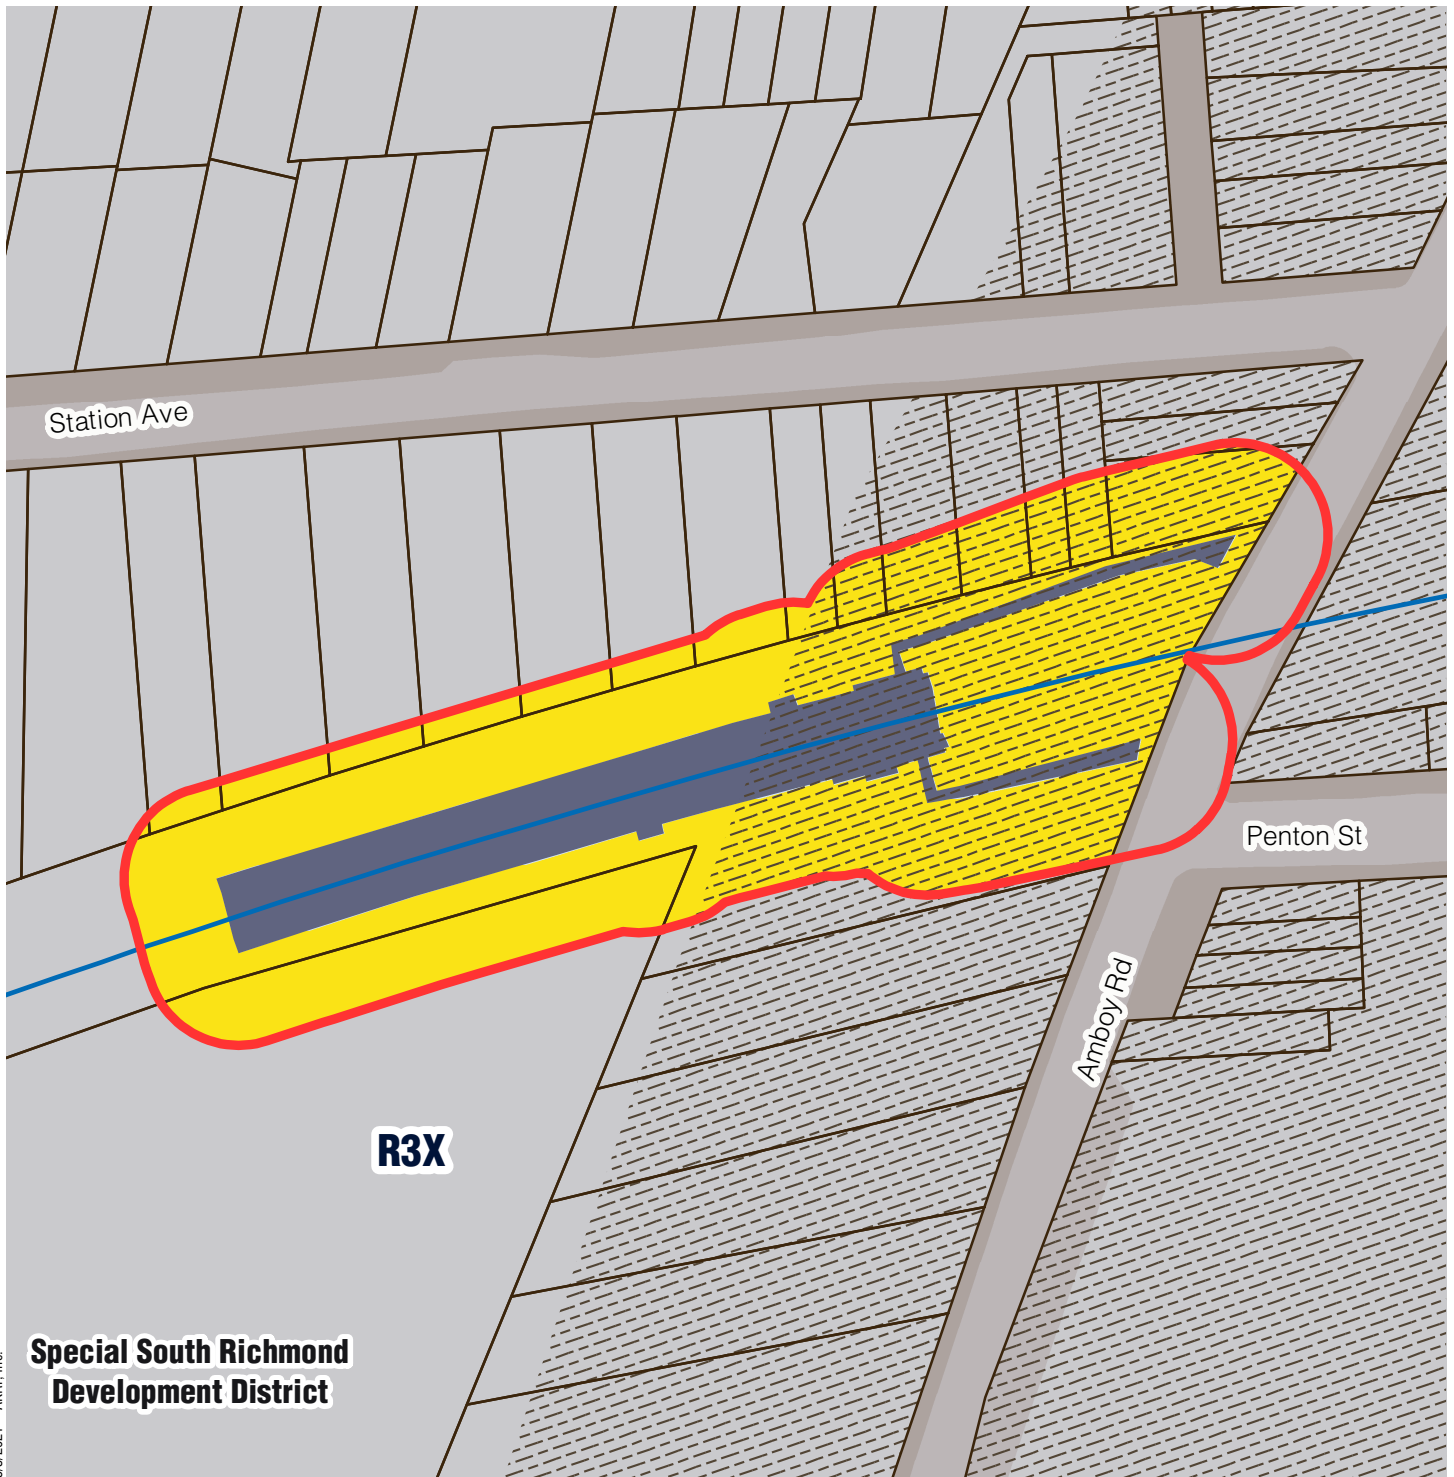 Station Ave
Penton St
Amboy Rd
R3X
Special South Richmond
Development District